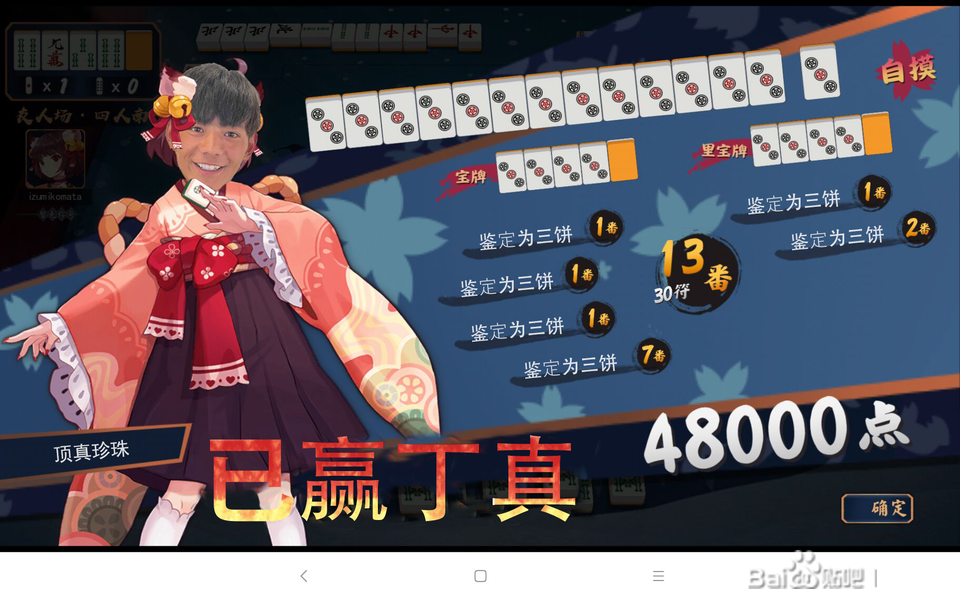 x1 x0
自摸
宝牌
里宝牌
izumikomata
鉴定为三饼 1番
鉴定为三饼 1番
鉴定为三饼 1番
鉴定为三饼 7番
鉴定为三饼 1番
鉴定为三饼 2番
13番
30符
顶真珍珠
已赢丁真
48000点
确定
Bai贴吧